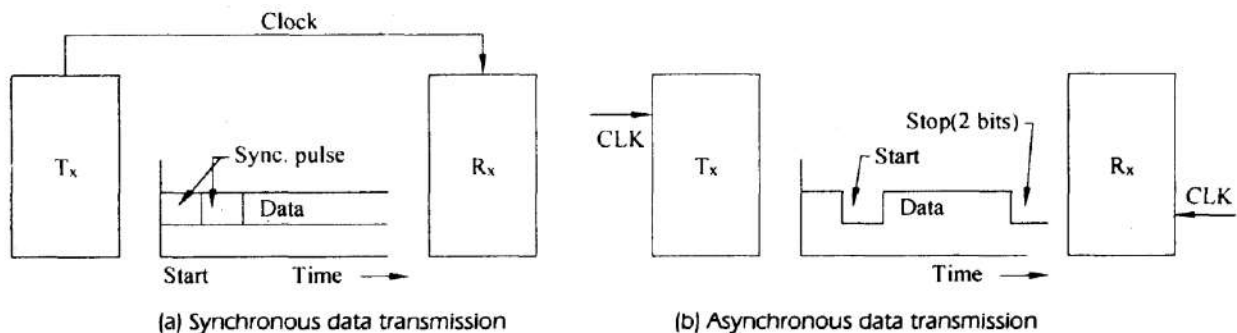 Clock
Tx
Sync. pulse
Data
Start
Time
Rx
(a) Synchronous data transmission
CLK
Tx
Start
Stop(2 bits)
Data
Time
Rx
CLK
(b) Asynchronous data transmission